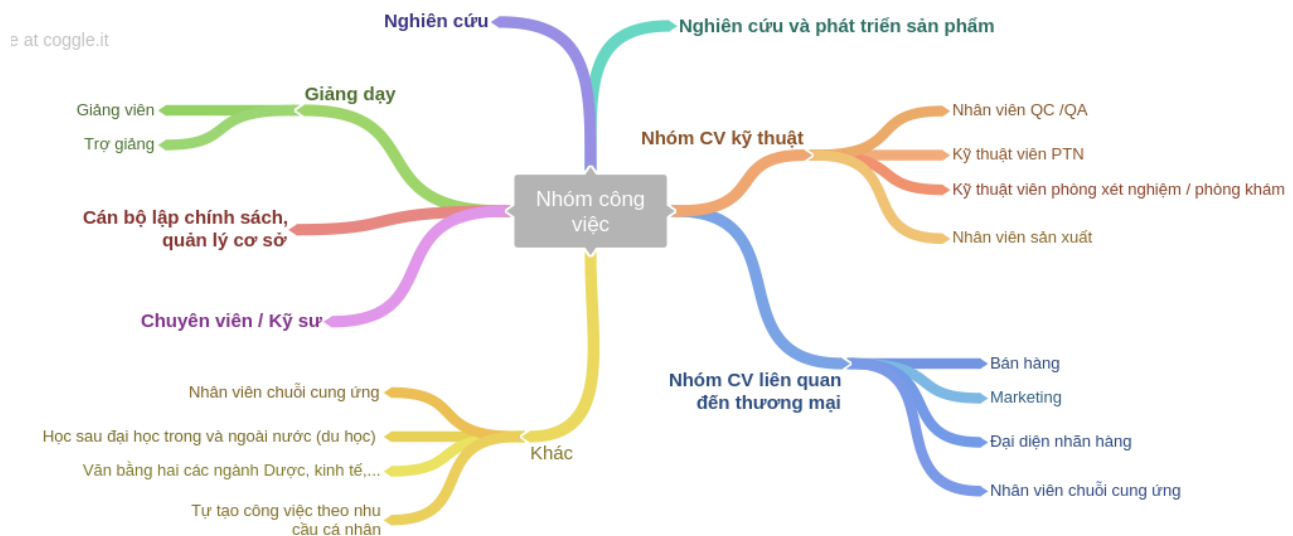 e at coggle.it
Nghiên cứu
Nghiên cứu và phát triển sản phẩm
Giảng dạy
Giảng viên
Trợ giảng
Nhóm CV kỹ thuật
Nhân viên QC /QA
Kỹ thuật viên PTN
Kỹ thuật viên phòng xét nghiệm / phòng khám
Nhân viên sản xuất
Nhóm công
việc
Cán bộ lập chính sách,
quản lý cơ sở
Chuyên viên / Kỹ sư
Nhóm CV liên quan
đến thương mại
Bán hàng
Marketing
Đại diện nhãn hàng
Nhân viên chuỗi cung ứng
Khác
Nhân viên chuỗi cung ứng
Học sau đại học trong và ngoài nước (du học)
Văn bằng hai các ngành Dược, kinh tế,...
Tự tạo công việc theo nhu
cầu cá nhân